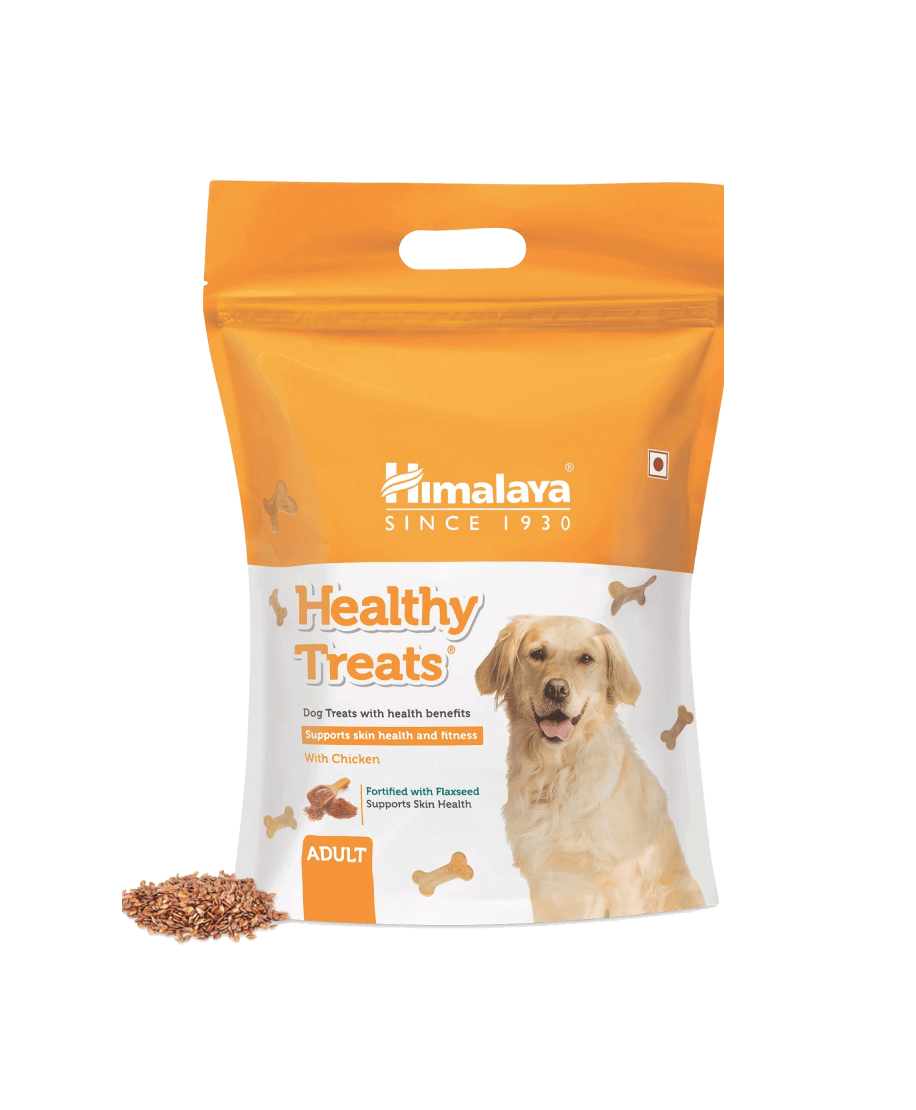 Himalaya®
SINCE 1930
Healthy
Treats®
Dog Treats with health benefits
Supports skin health and fitness
With Chicken
Fortified with Flaxseed
Supports Skin Health
ADULT